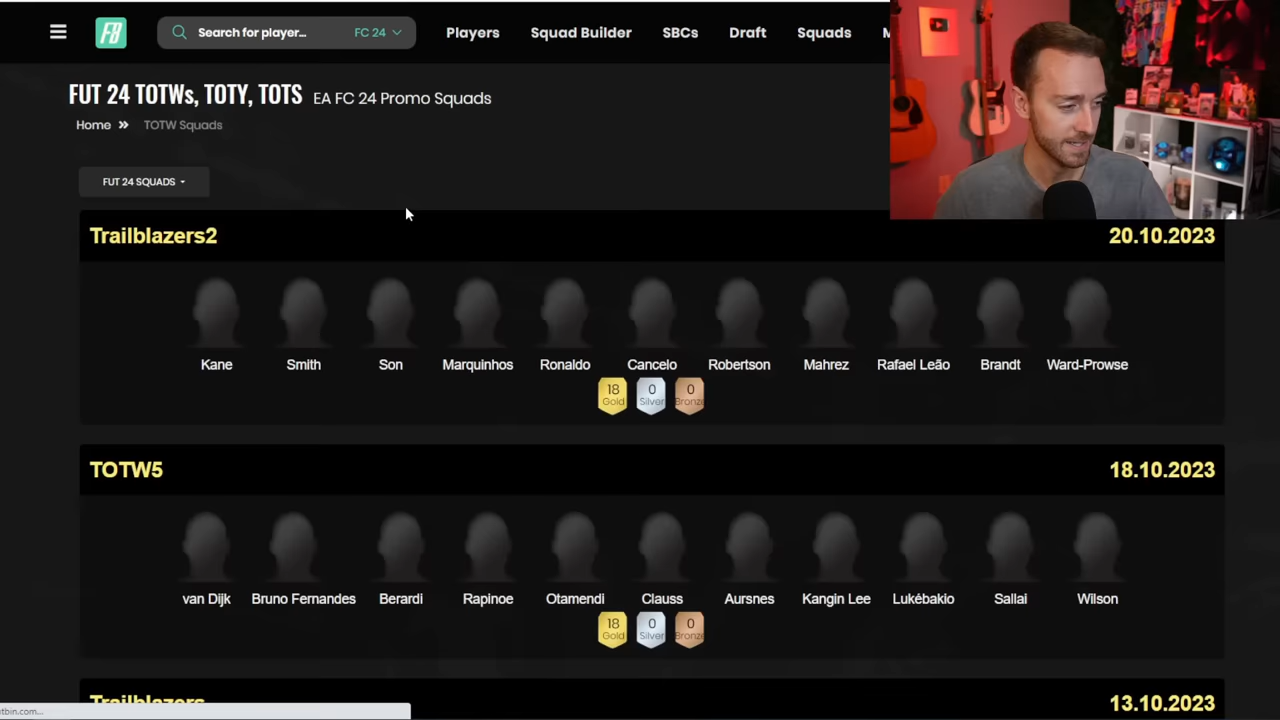 FB
Search for player...
FC 24
Players
Squad Builder
SBCs
Draft
Squads
FUT 24 TOTWs, TOTY, TOTS
EA FC 24 Promo Squads
Home
TOTW Squads
FUT 24 SQUADS
Trailblazers2
20.10.2023
Kane
Smith
Son
Marquinhos
Ronaldo
Cancelo
Robertson
Mahrez
Rafael Leão
Brandt
Ward-Prowse
18
Gold
0
Silver
0
Bronze
TOTW5
18.10.2023
van Dijk
Bruno Fernandes
Berardi
Rapinoe
Otamendi
Clauss
Aursnes
Kangin Lee
Lukébakio
Sallai
Wilson
18
Gold
0
Silver
0
Bronze
Trailblazers
13.10.2023
tbin.com...